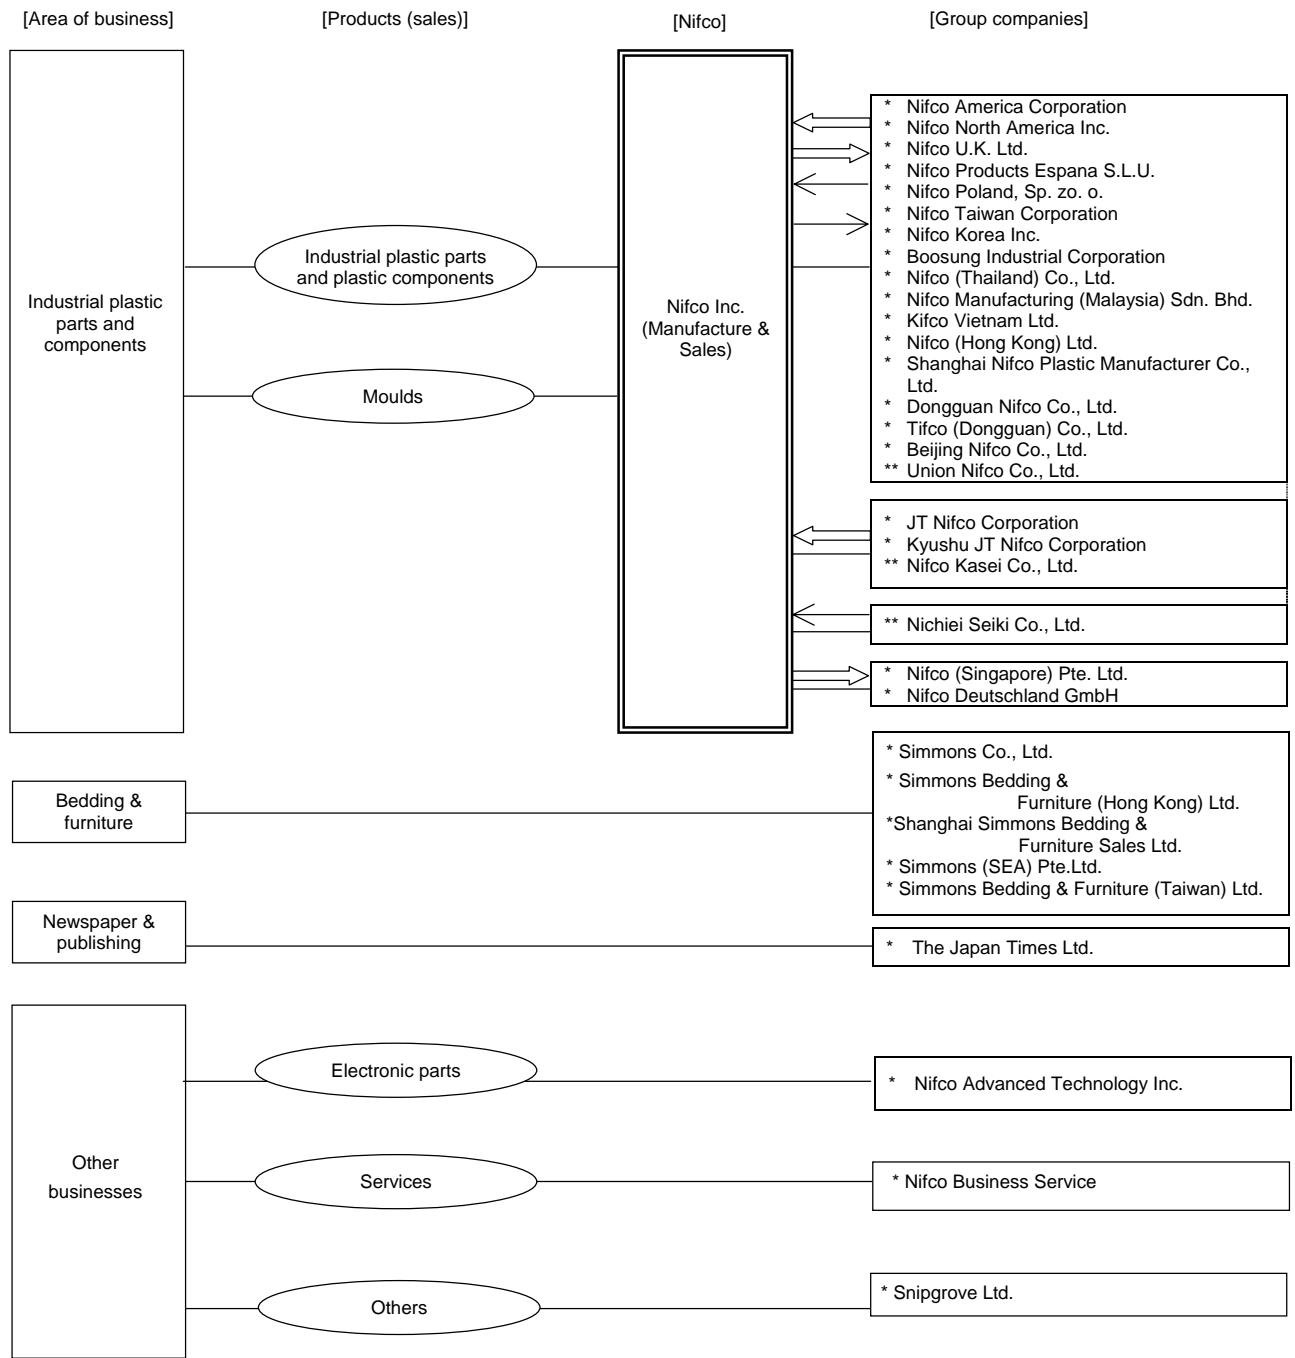 [Area of business]
[Products (sales)]
[Nifco]
[Group companies]
Industrial plastic
parts and
components
Industrial plastic parts
and plastic components
Moulds
Nifco Inc.
(Manufacture &
Sales)
* Nifco America Corporation
* Nifco North America Inc.
* Nifco U.K. Ltd.
* Nifco Products Espana S.L.U.
* Nifco Poland, Sp. zo. o.
* Nifco Taiwan Corporation
* Nifco Korea Inc.
* Boosung Industrial Corporation
* Nifco (Thailand) Co., Ltd.
* Nifco Manufacturing (Malaysia) Sdn. Bhd.
* Kifco Vietnam Ltd.
* Nifco (Hong Kong) Ltd.
* Shanghai Nifco Plastic Manufacturer Co.,
Ltd.
* Dongguan Nifco Co., Ltd.
* Tifco (Dongguan) Co., Ltd.
* Beijing Nifco Co., Ltd.
** Union Nifco Co., Ltd.
* JT Nifco Corporation
* Kyushu JT Nifco Corporation
** Nifco Kasei Co., Ltd.
** Nichiei Seiki Co., Ltd.
* Nifco (Singapore) Pte. Ltd.
* Nifco Deutschland GmbH
Bedding &
furniture
* Simmons Co., Ltd.
* Simmons Bedding &
Furniture (Hong Kong) Ltd.
*Shanghai Simmons Bedding &
Furniture Sales Ltd.
* Simmons (SEA) Pte.Ltd.
* Simmons Bedding & Furniture (Taiwan) Ltd.
Newspaper &
publishing
* The Japan Times Ltd.
Other
businesses
Electronic parts
* Nifco Advanced Technology Inc.
Services
* Nifco Business Service
Others
* Snipgrove Ltd.